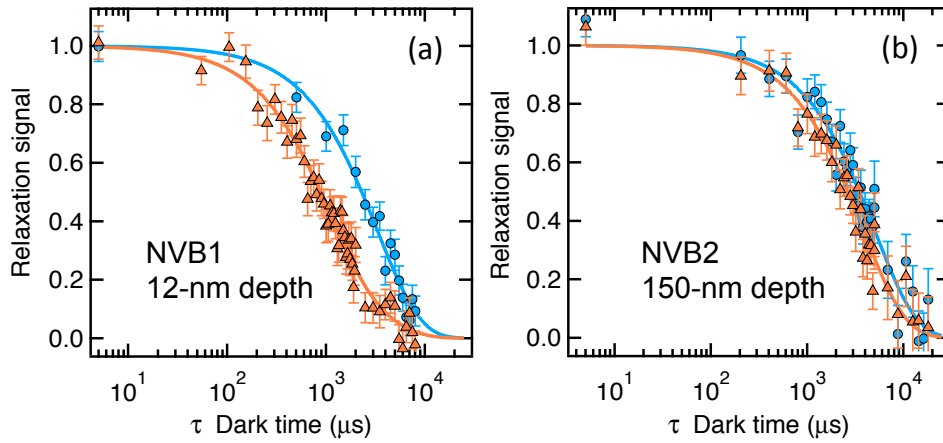 (a)
Relaxation signal
1.0
0.8
0.6
0.4
0.2
0.0
NVB1
12-nm depth
10¹ 10² 10³ 10⁴
τ Dark time (μs)
(b)
Relaxation signal
1.0
0.8
0.6
0.4
0.2
0.0
NVB2
150-nm depth
10¹ 10² 10³ 10⁴
τ Dark time (μs)